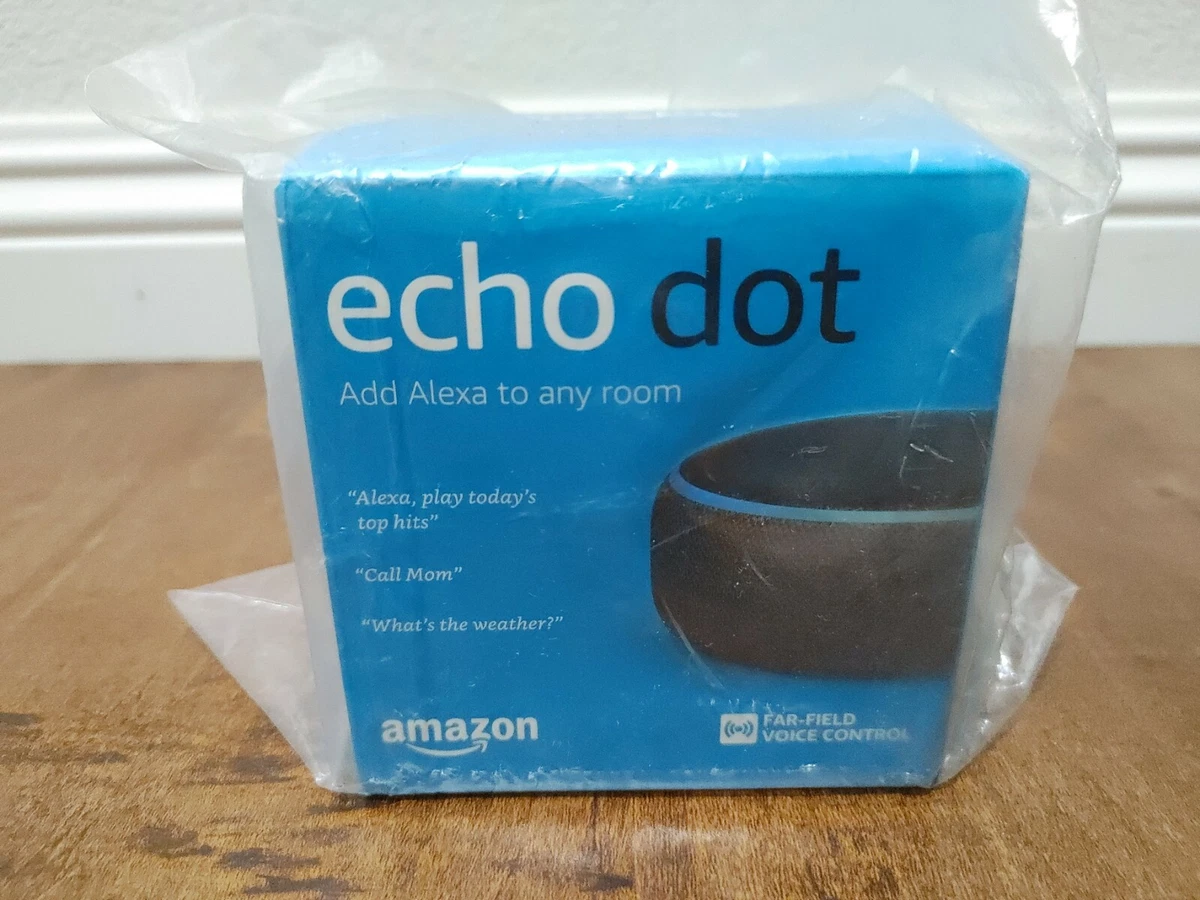 echo dot
Add Alexa to any room
“Alexa, play today’s
top hits”
“Call Mom”
“What’s the weather?”
amazon
FAR-FIELD
VOICE CONTROL